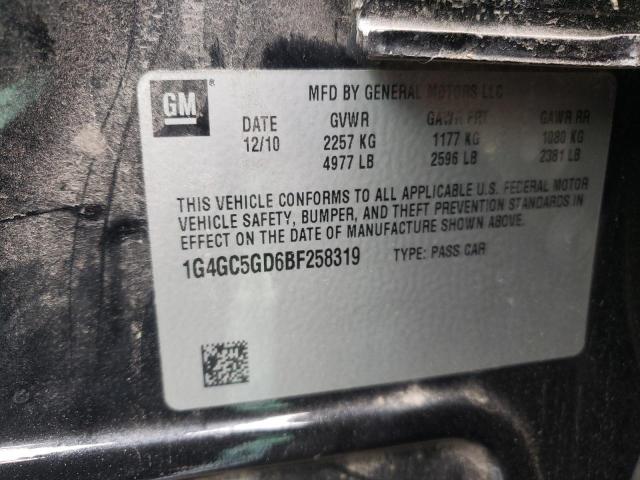 GM ®
MFD BY GENERAL MOTORS LLC
DATE GVWR GAWR FRT GAWR RR
12/10 2257 KG 1177 KG 1080 KG
4977 LB 2596 LB 2381 LB
THIS VEHICLE CONFORMS TO ALL APPLICABLE U.S. FEDERAL MOTOR
VEHICLE SAFETY, BUMPER, AND THEFT PREVENTION STANDARDS IN
EFFECT ON THE DATE OF MANUFACTURE SHOWN ABOVE.
1G4GC5GD6BF258319 TYPE: PASS CAR